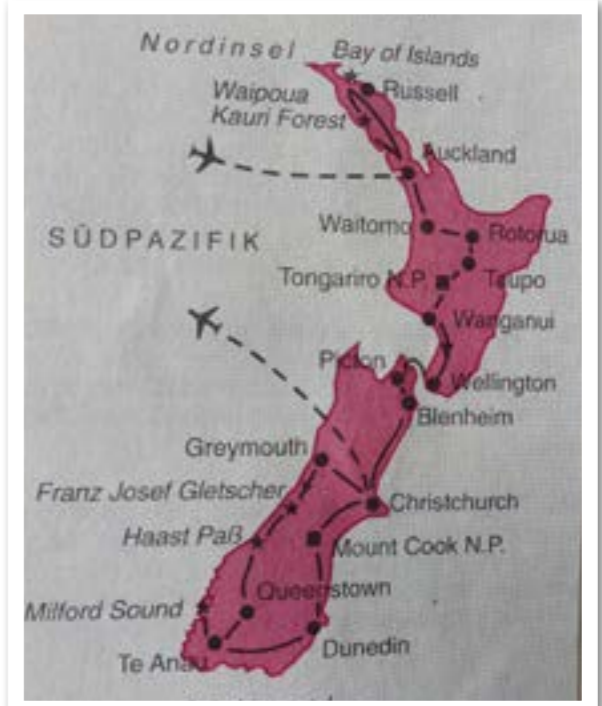 Nordinsel
Bay of Islands
Russell
Waipoua
Kauri Forest
Auckland
SÜDPAZIFIK
Waitomo
Rotorua
Tongariro N.P.
Taupo
Wanganui
Picton
Wellington
Blenheim
Greymouth
Franz Josef Gletscher
Christchurch
Haast Paß
Mount Cook N.P.
Queenstown
Milford Sound
Te Anau
Dunedin